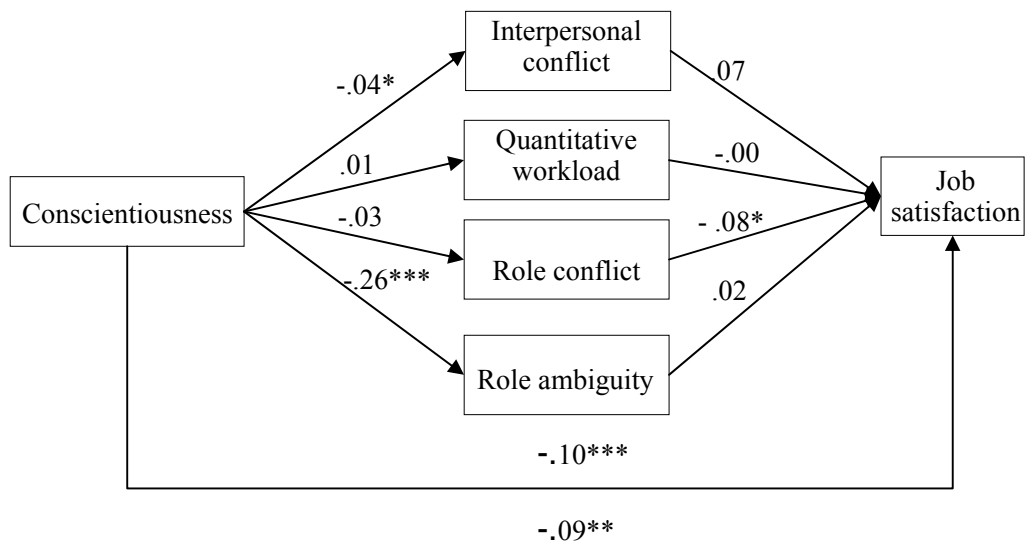 Interpersonal
conflict
-.04*
.07
Quantitative
workload
.01
-.00
Conscientiousness
Job
satisfaction
-.03
- .08*
Role conflict
-.26***
.02
Role ambiguity
-.10***
-.09**